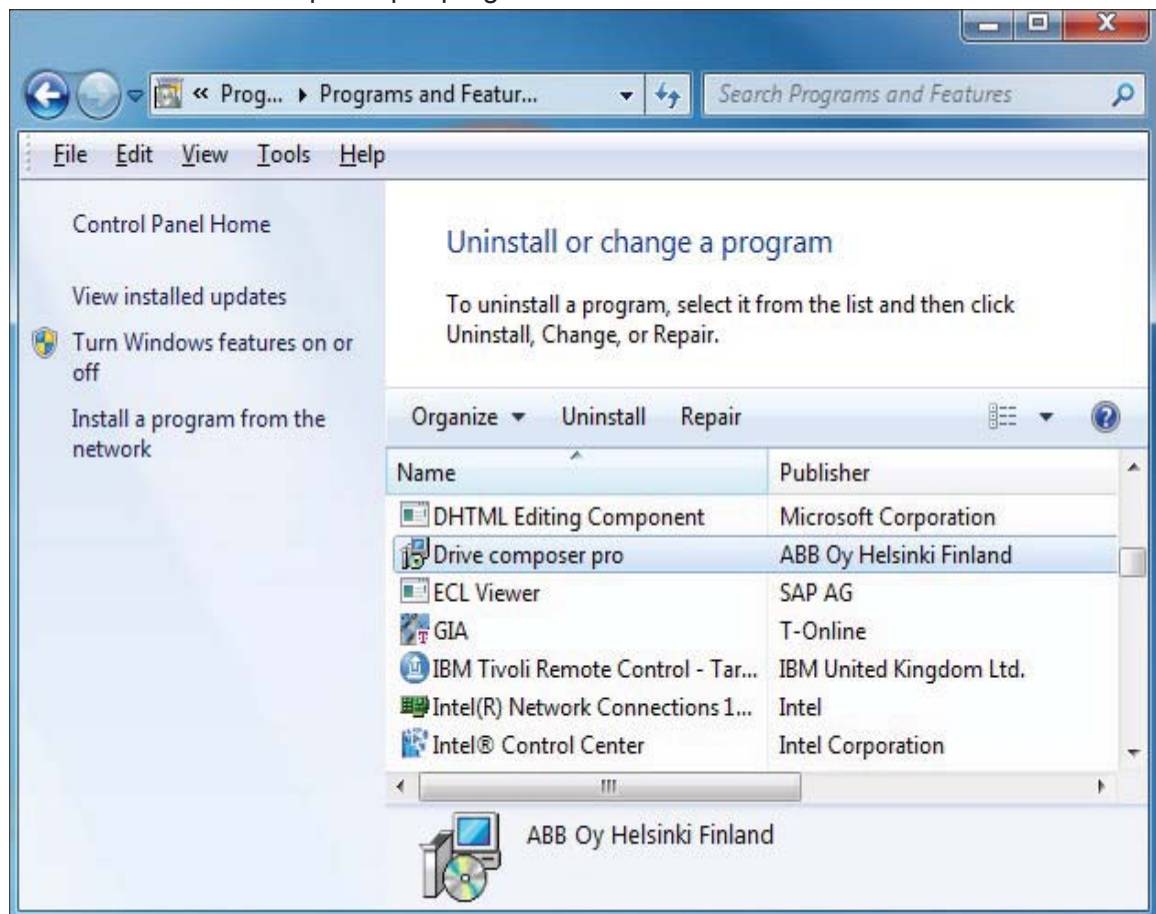 X
« Prog... ▸ Programs and Featur...
Search Programs and Features
File Edit View Tools Help
Control Panel Home
View installed updates
Turn Windows features on or
off
Install a program from the
network
Uninstall or change a program
To uninstall a program, select it from the list and then click
Uninstall, Change, or Repair.
Organize Uninstall Repair
Name Publisher
DHTML Editing Component Microsoft Corporation
Drive composer pro ABB Oy Helsinki Finland
ECL Viewer SAP AG
GIA T-Online
IBM Tivoli Remote Control - Tar... IBM United Kingdom Ltd.
Intel(R) Network Connections 1... Intel
Intel® Control Center Intel Corporation
ABB Oy Helsinki Finland